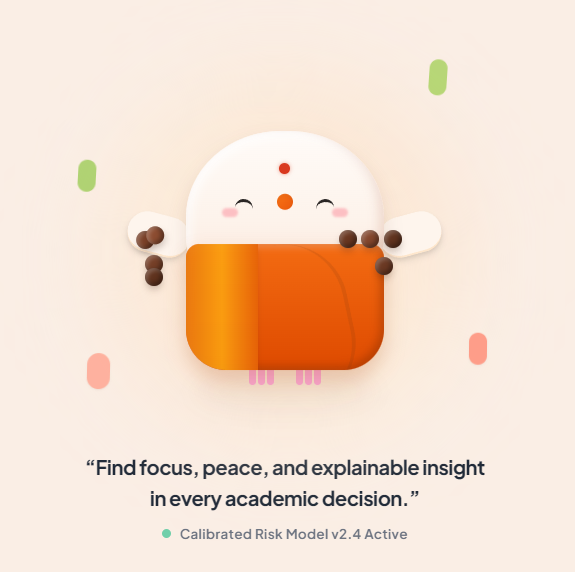 “Find focus, peace, and explainable insight
in every academic decision.”
Calibrated Risk Model v2.4 Active